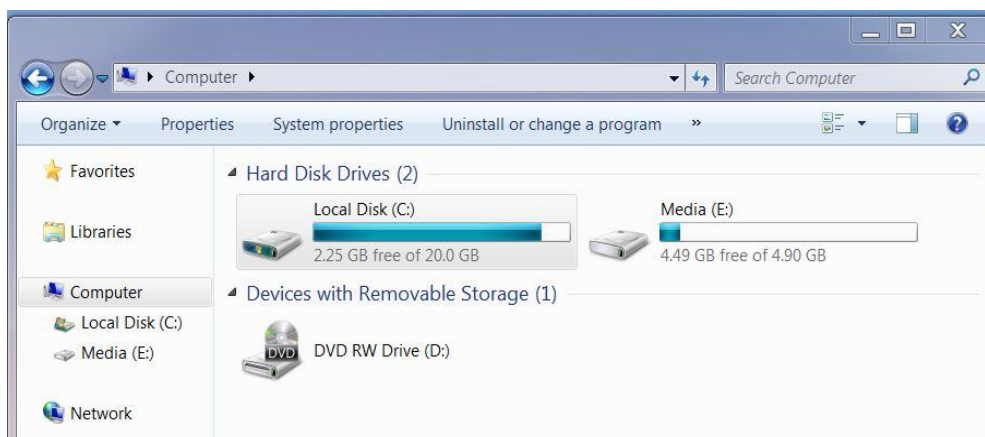 Computer
Search Computer
Organize Properties System properties Uninstall or change a program »
Favorites
Libraries
Computer
Local Disk (C:)
Media (E:)
Network
Hard Disk Drives (2)
Local Disk (C:)
2.25 GB free of 20.0 GB
Media (E:)
4.49 GB free of 4.90 GB
Devices with Removable Storage (1)
DVD
DVD RW Drive (D:)